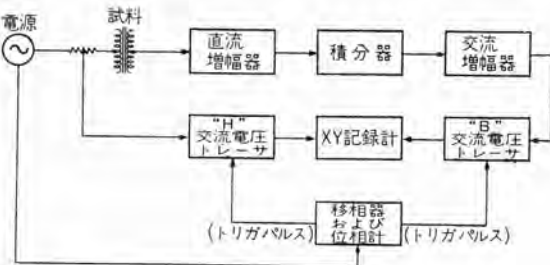 電源
試料
直流
増幅器
積分器
交流
増幅器
"H"
交流電圧
トレーサ
XY記録計
"B"
交流電圧
トレーサ
(トリガパルス)
移相器
および
位相計
(トリガパルス)